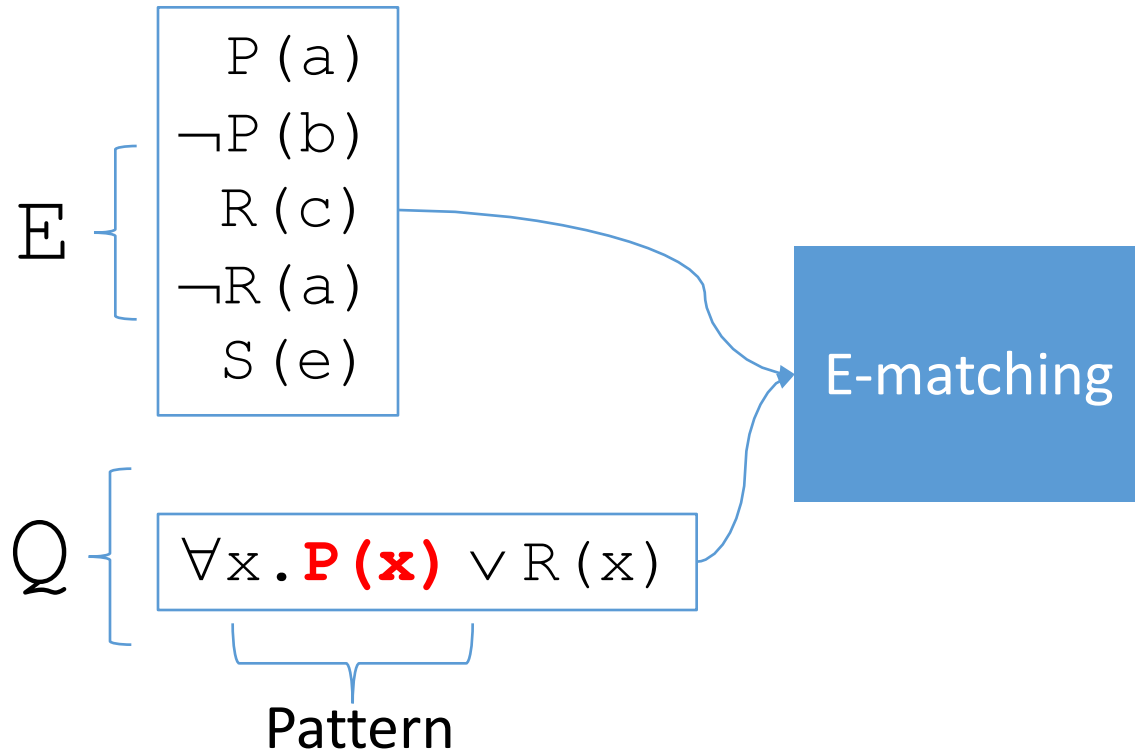 P(a)
¬P(b)
E
R(c)
¬R(a)
S(e)
E-matching
Q
∀x.P(x) ∨ R(x)
Pattern